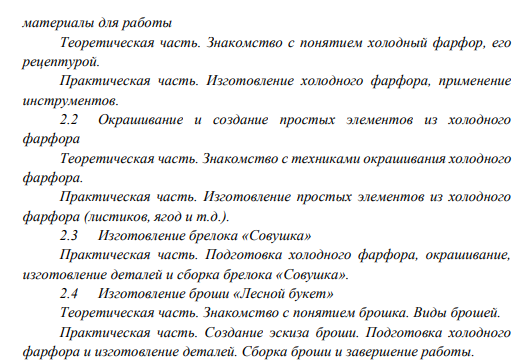 материалы для работы
Теоретическая часть. Знакомство с понятием холодный фарфор, его
рецептурой.
Практическая часть. Изготовление холодного фарфора, применение
инструментов.
2.2 Окрашивание и создание простых элементов из холодного
фарфора
Теоретическая часть. Знакомство с техниками окрашивания холодного
фарфора.
Практическая часть. Изготовление простых элементов из холодного
фарфора (листиков, ягод и т.д.).
2.3 Изготовление брелока «Совушка»
Практическая часть. Подготовка холодного фарфора, окрашивание,
изготовление деталей и сборка брелока «Совушка».
2.4 Изготовление броши «Лесной букет»
Теоретическая часть. Знакомство с понятием брошка. Виды брошей.
Практическая часть. Создание эскиза броши. Подготовка холодного
фарфора и изготовление деталей. Сборка броши и завершение работы.